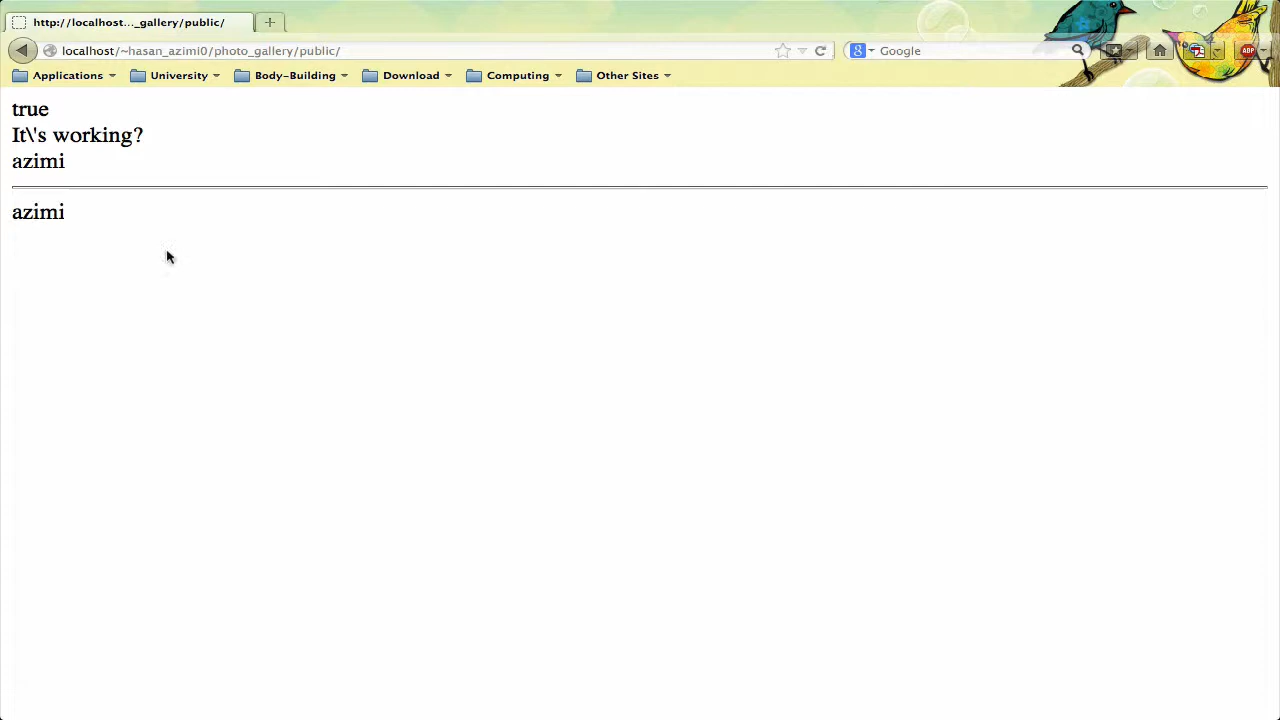 http://localhost..._gallery/public/
localhost/~hasan_azimi0/photo_gallery/public/
Google
Applications University Body-Building Download Computing Other Sites
true
It\'s working?
azimi
azimi